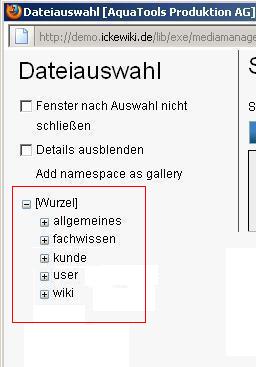 Dateiauswahl [AquaTools Produktion AG]
http://demo.ickewiki.de/lib/exe/mediamanage
Dateiauswahl
Fenster nach Auswahl nicht
schließen
Details ausblenden
Add namespace as gallery
[Wurzel]
allgemeines
fachwissen
kunde
user
wiki